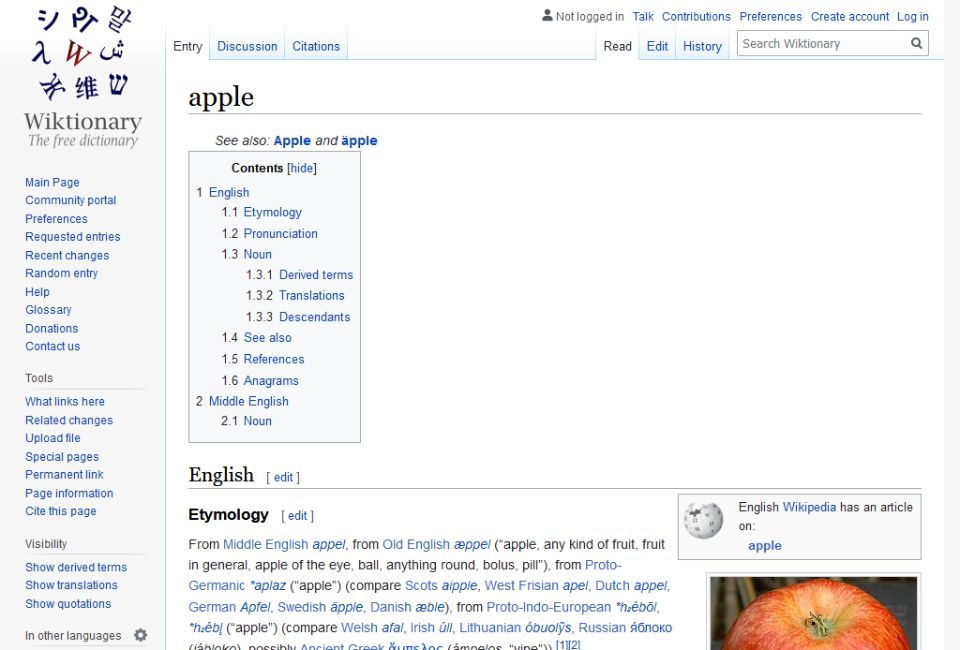 Not logged in Talk Contributions Preferences Create account Log in
Entry Discussion Citations Read Edit History Search Wiktionary
Wiktionary
The free dictionary
Main Page
Community portal
Preferences
Requested entries
Recent changes
Random entry
Help
Glossary
Donations
Contact us
Tools
What links here
Related changes
Upload file
Special pages
Permanent link
Page information
Cite this page
Visibility
Show derived terms
Show translations
Show quotations
In other languages
apple
See also: Apple and äpple
Contents [hide]
1 English
1.1 Etymology
1.2 Pronunciation
1.3 Noun
1.3.1 Derived terms
1.3.2 Translations
1.3.3 Descendants
1.4 See also
1.5 References
1.6 Anagrams
2 Middle English
2.1 Noun
English [ edit ]
Etymology [ edit ]
From Middle English appel, from Old English æppel (“apple, any kind of fruit, fruit
in general, apple of the eye, ball, anything round, bolus, pill”), from Proto-
Germanic *aplaz (“apple”) (compare Scots aipple, West Frisian apel, Dutch appel,
German Apfel, Swedish äpple, Danish æble), from Proto-Indo-European *h₂ébōl,
*h₂ébl̥ (“apple”) (compare Welsh afal, Irish úll, Lithuanian óbuolỹs, Russian я́блоко
(jábloko), possibly Ancient Greek ἄμπελος (ámpelos, “vine”)).[1][2]
English Wikipedia has an article
on:
apple